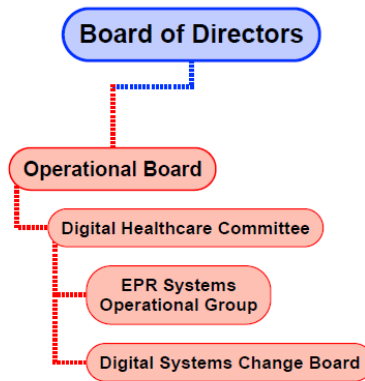 Board of Directors
Operational Board
Digital Healthcare Committee
EPR Systems
Operational Group
Digital Systems Change Board